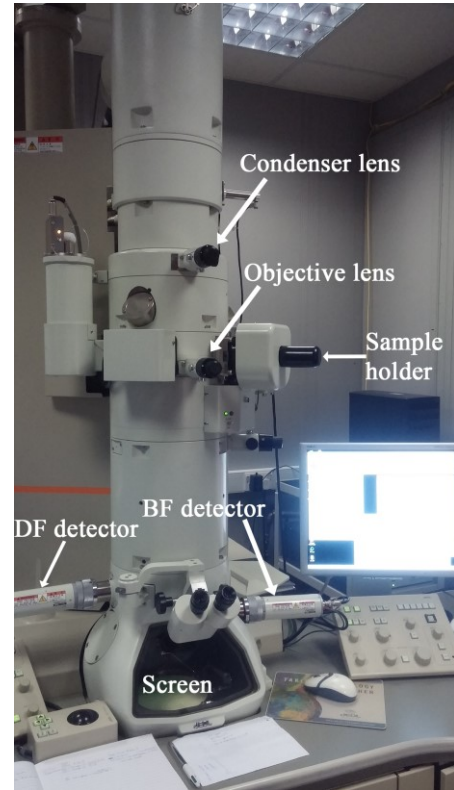 Condenser lens
Objective lens
Sample
holder
BF detector
DF detector
Screen